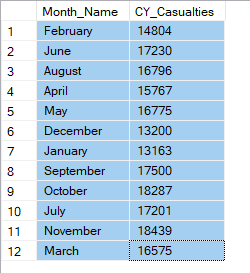 Month_Name CY_Casualties
1 February 14804
2 June 17230
3 August 16796
4 April 15767
5 May 16775
6 December 13200
7 January 13163
8 September 17500
9 October 18287
10 July 17201
11 November 18439
12 March 16575